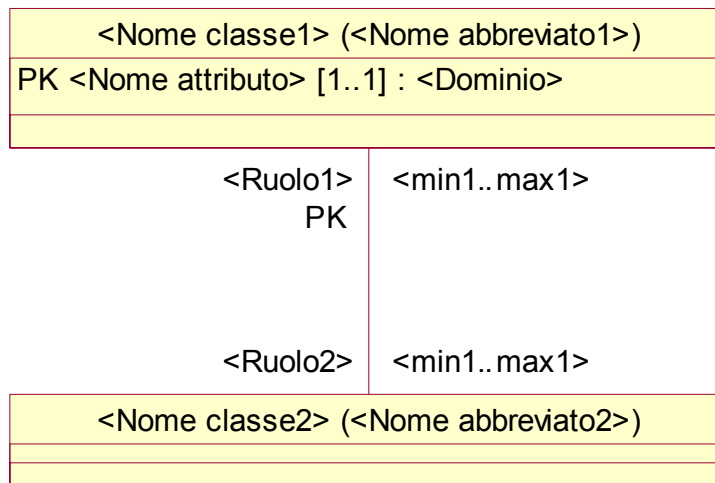 <Nome classe1> (<Nome abbreviato1>)
PK <Nome attributo> [1..1] : <Dominio>
<Ruolo1> <min1..max1>
PK
<Ruolo2> <min1..max1>
<Nome classe2> (<Nome abbreviato2>)